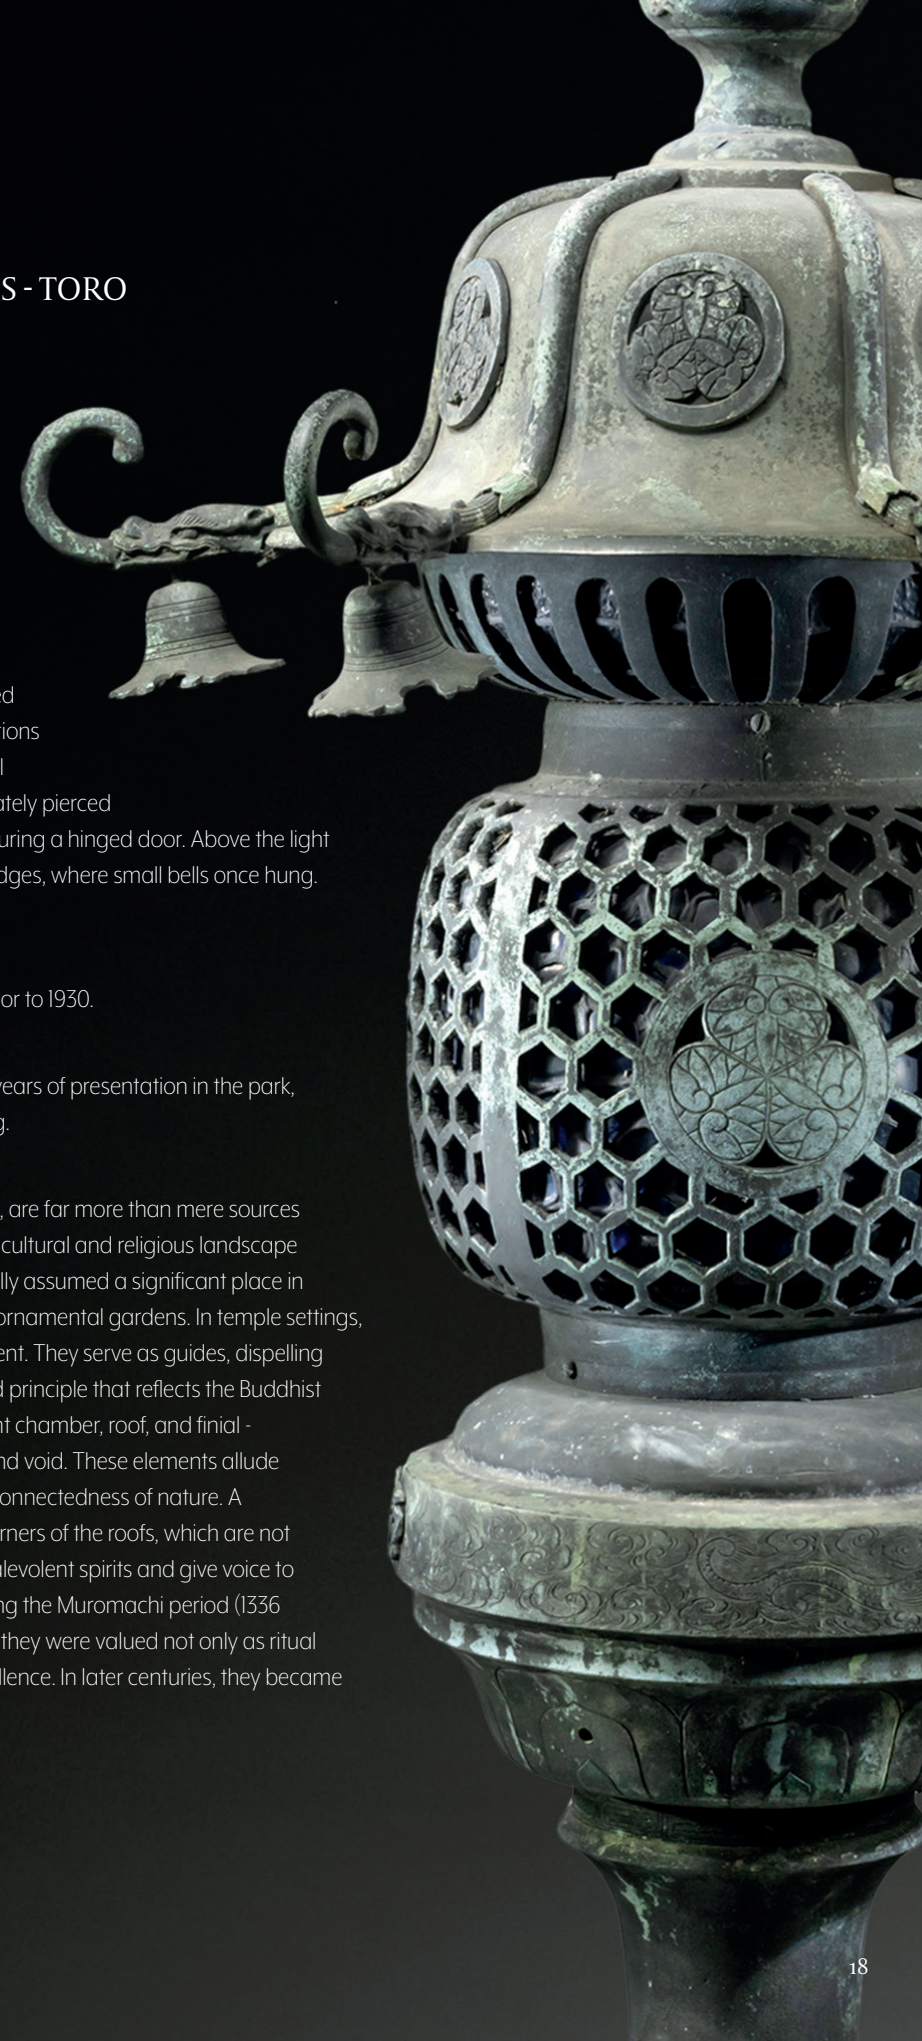 S - TORO
ed
tions
l
ately pierced
uring a hinged door. Above the light
dges, where small bells once hung.
or to 1930.
years of presentation in the park,
g.
, are far more than mere sources
cultural and religious landscape
lly assumed a significant place in
ornamental gardens. In temple settings,
ent. They serve as guides, dispelling
d principle that reflects the Buddhist
nt chamber, roof, and finial -
nd void. These elements allude
onnectedness of nature. A
rners of the roofs, which are not
alevolent spirits and give voice to
ng the Muromachi period (1336
they were valued not only as ritual
llence. In later centuries, they became
18